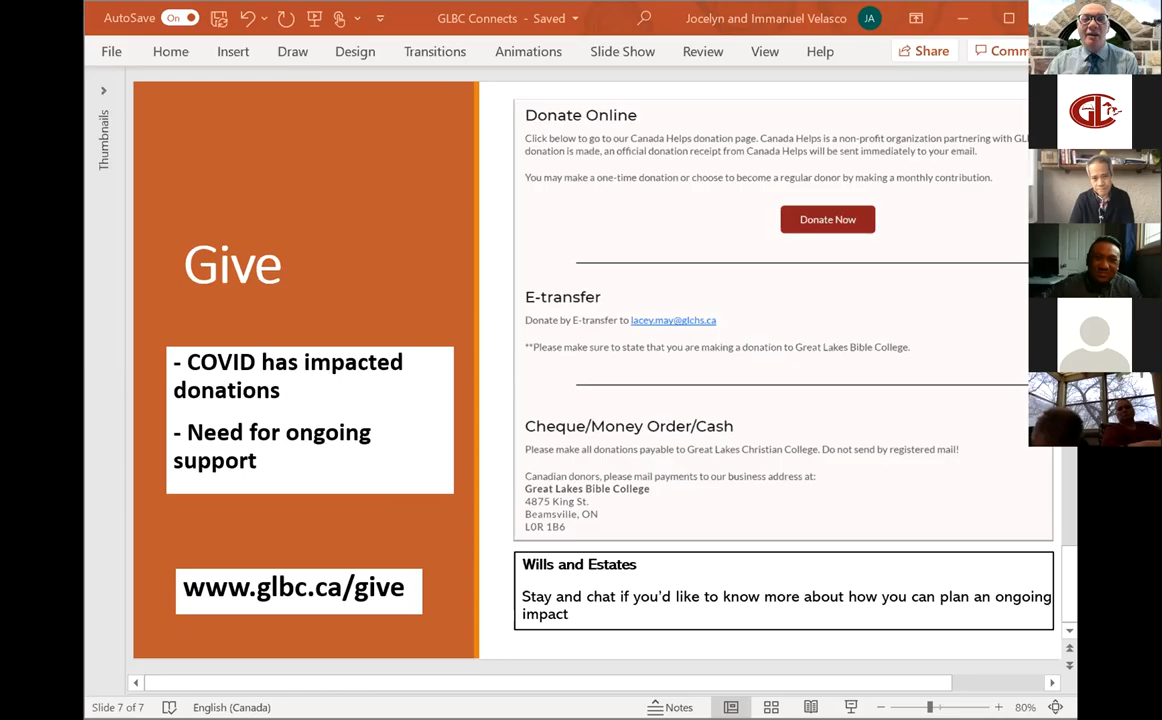 AutoSave On GLBC Connects - Saved Jocelyn and Immanuel Velasco JA
File Home Insert Draw Design Transitions Animations Slide Show Review View Help Share Comm
Thumbnails
Give
- COVID has impacted
donations
- Need for ongoing
support
www.glbc.ca/give
Donate Online
Click below to go to our Canada Helps donation page. Canada Helps is a non-profit organization partnering with GL
donation is made, an official donation receipt from Canada Helps will be sent immediately to your email.
You may make a one-time donation or choose to become a regular donor by making a monthly contribution.
Donate Now
E-transfer
Donate by E-transfer to lacey.may@glchs.ca
**Please make sure to state that you are making a donation to Great Lakes Bible College.
Cheque/Money Order/Cash
Please make all donations payable to Great Lakes Christian College. Do not send by registered mail!
Canadian donors, please mail payments to our business address at:
Great Lakes Bible College
4875 King St.
Beamsville, ON
L0R 1B6
Wills and Estates
Stay and chat if you'd like to know more about how you can plan an ongoing
impact
GL
Slide 7 of 7 English (Canada) Notes 80%